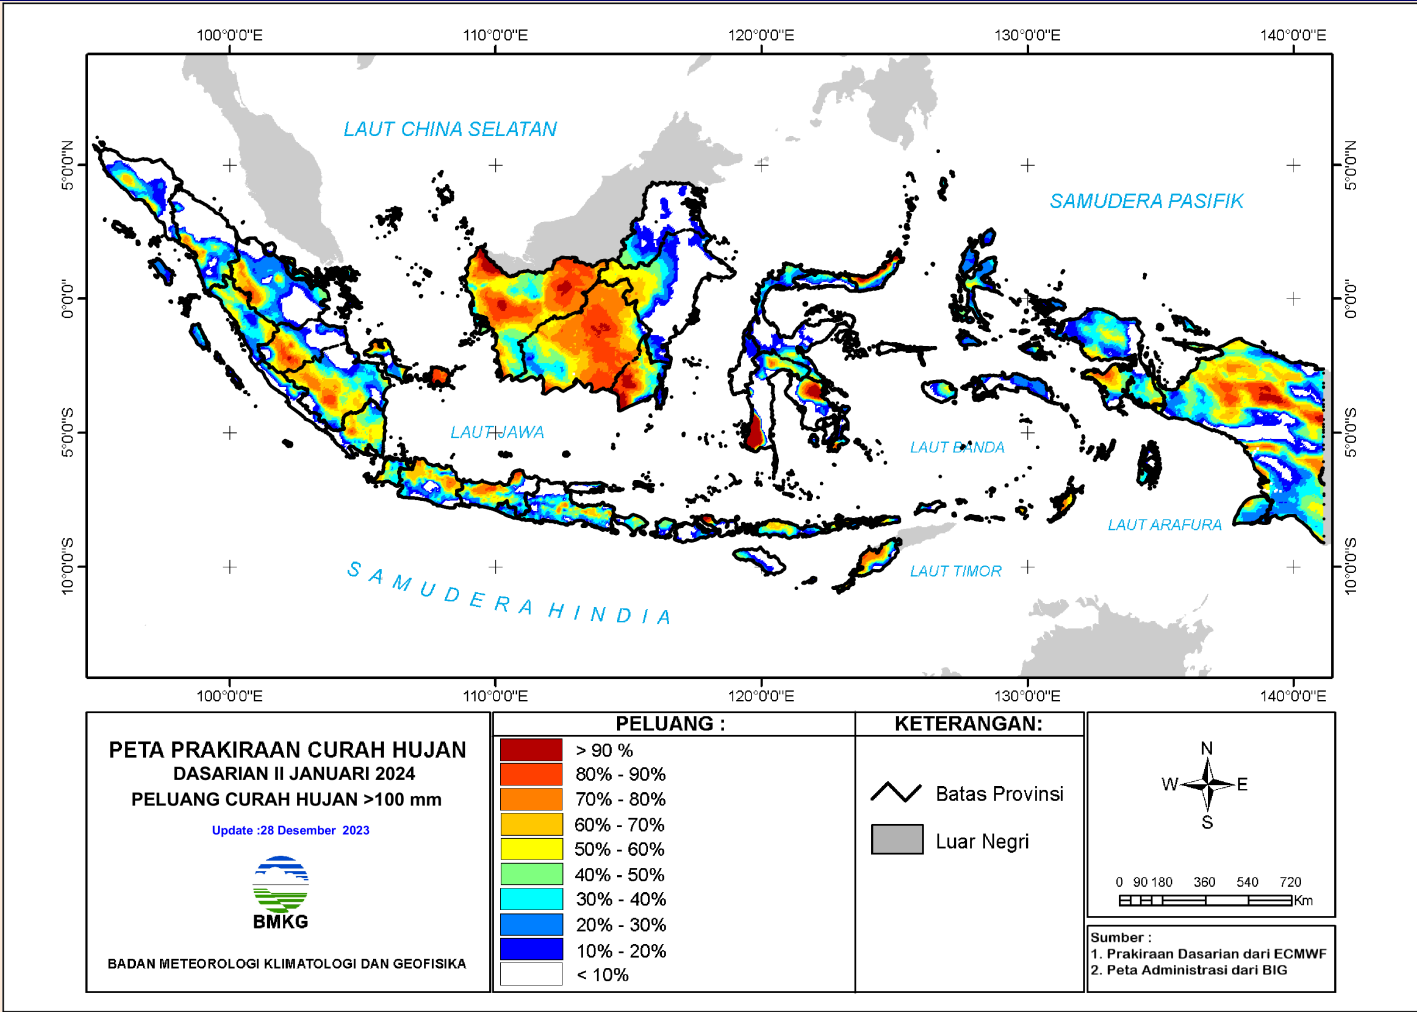 100°0'0"E 110°0'0"E 120°0'0"E 130°0'0"E 140°0'0"E
LAUT CHINA SELATAN
5°0'0"N
5°0'0"N
SAMUDERA PASIFIK
0°0'0"
0°0'0"
LAUT JAWA
5°0'0"S
5°0'0"S
LAUT BANDA
LAUT ARAFURA
10°0'0"S
10°0'0"S
LAUT TIMOR
SAMUDERA HINDIA
100°0'0"E 110°0'0"E 120°0'0"E 130°0'0"E 140°0'0"E
PETA PRAKIRAAN CURAH HUJAN
DASARIAN II JANUARI 2024
PELUANG CURAH HUJAN >100 mm
Update :28 Desember 2023
BMKG
BADAN METEOROLOGI KLIMATOLOGI DAN GEOFISIKA
PELUANG :
> 90 %
80% - 90%
70% - 80%
60% - 70%
50% - 60%
40% - 50%
30% - 40%
20% - 30%
10% - 20%
< 10%
KETERANGAN:
Batas Provinsi
Luar Negri
N
W E
S
0 90 180 360 540 720
Km
Sumber :
1. Prakiraan Dasarian dari ECMWF
2. Peta Administrasi dari BIG